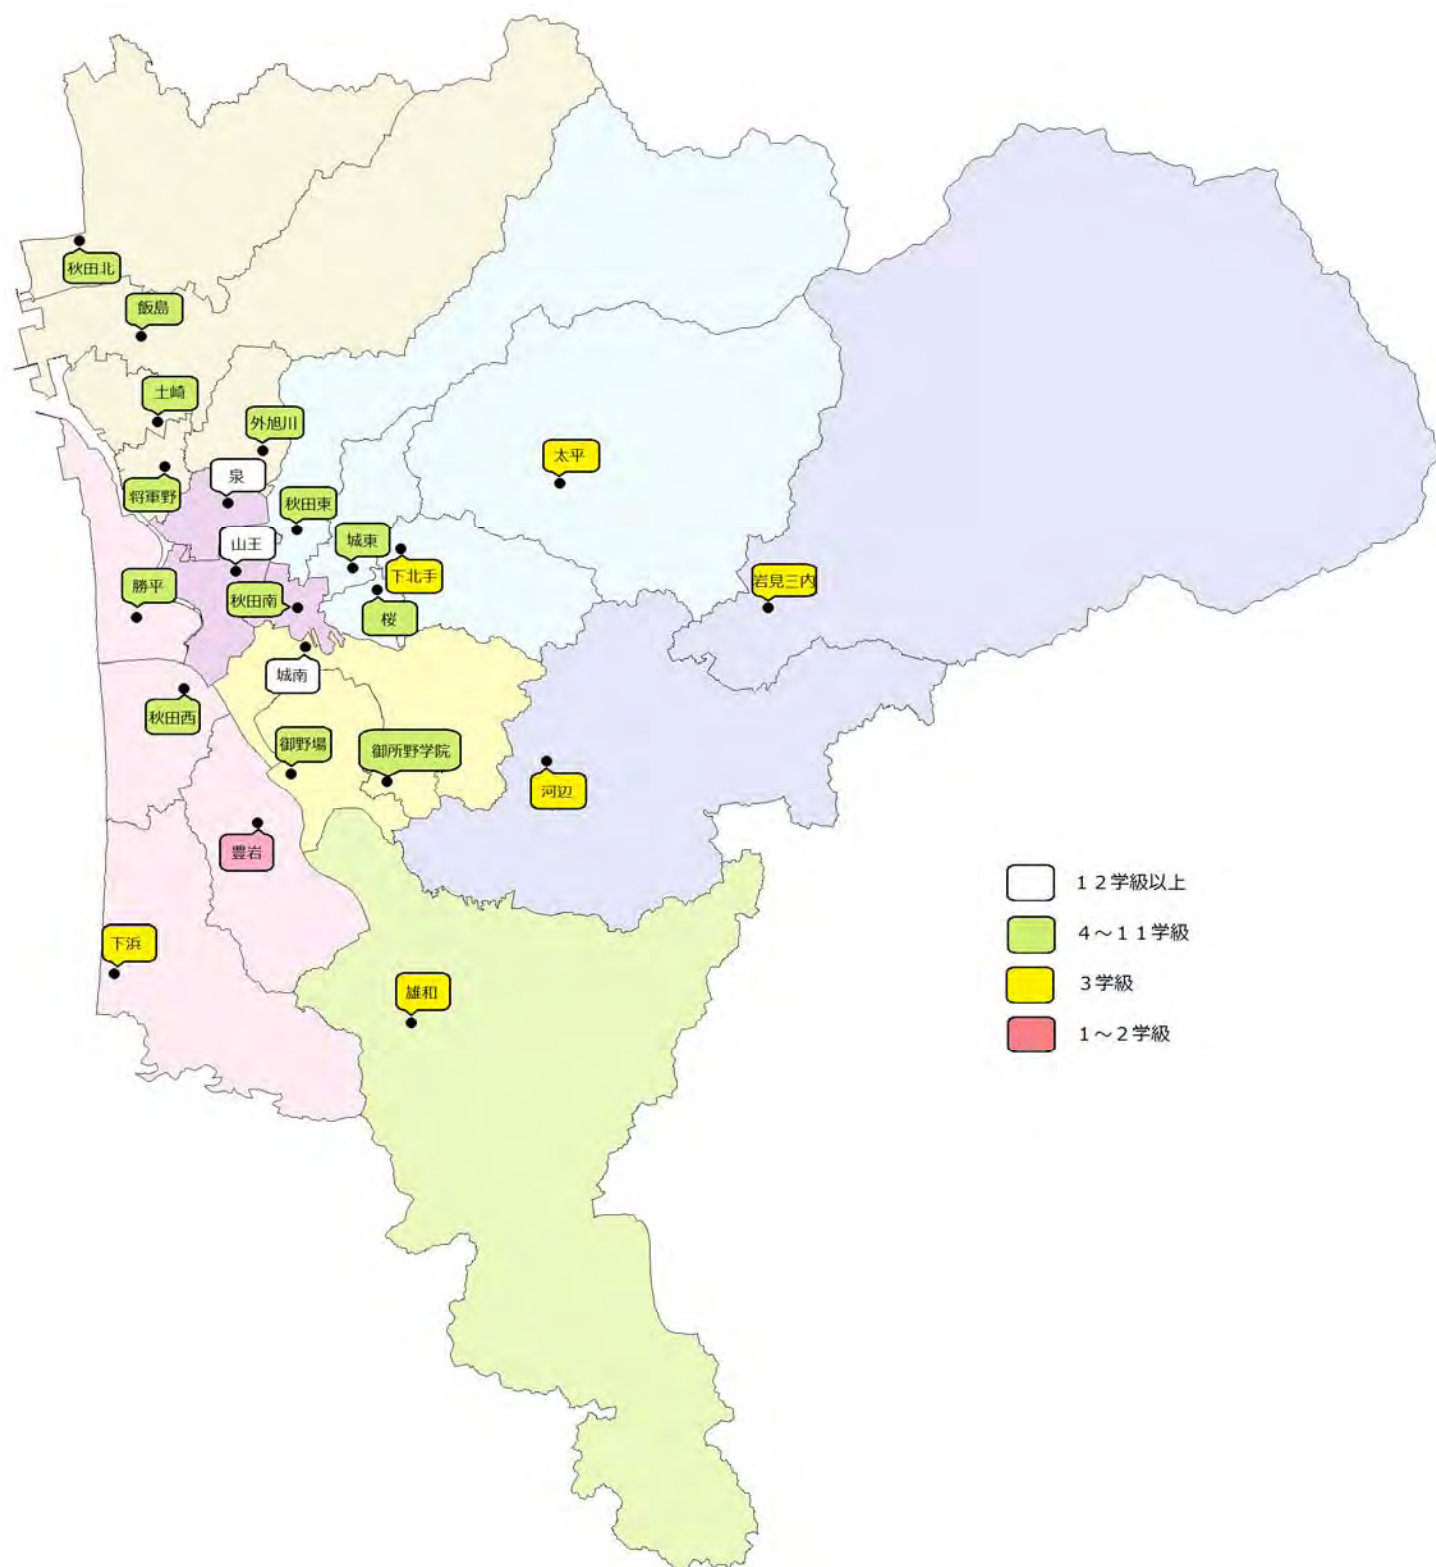 秋田北
飯島
土崎
外旭川
太平
泉
将軍野
秋田東
山王
城東
下北手
岩見三内
勝平
秋田南
桜
城南
秋田西
御野場
御所野学院
河辺
豊岩
下浜
雄和
12学級以上
4～11学級
3学級
1～2学級